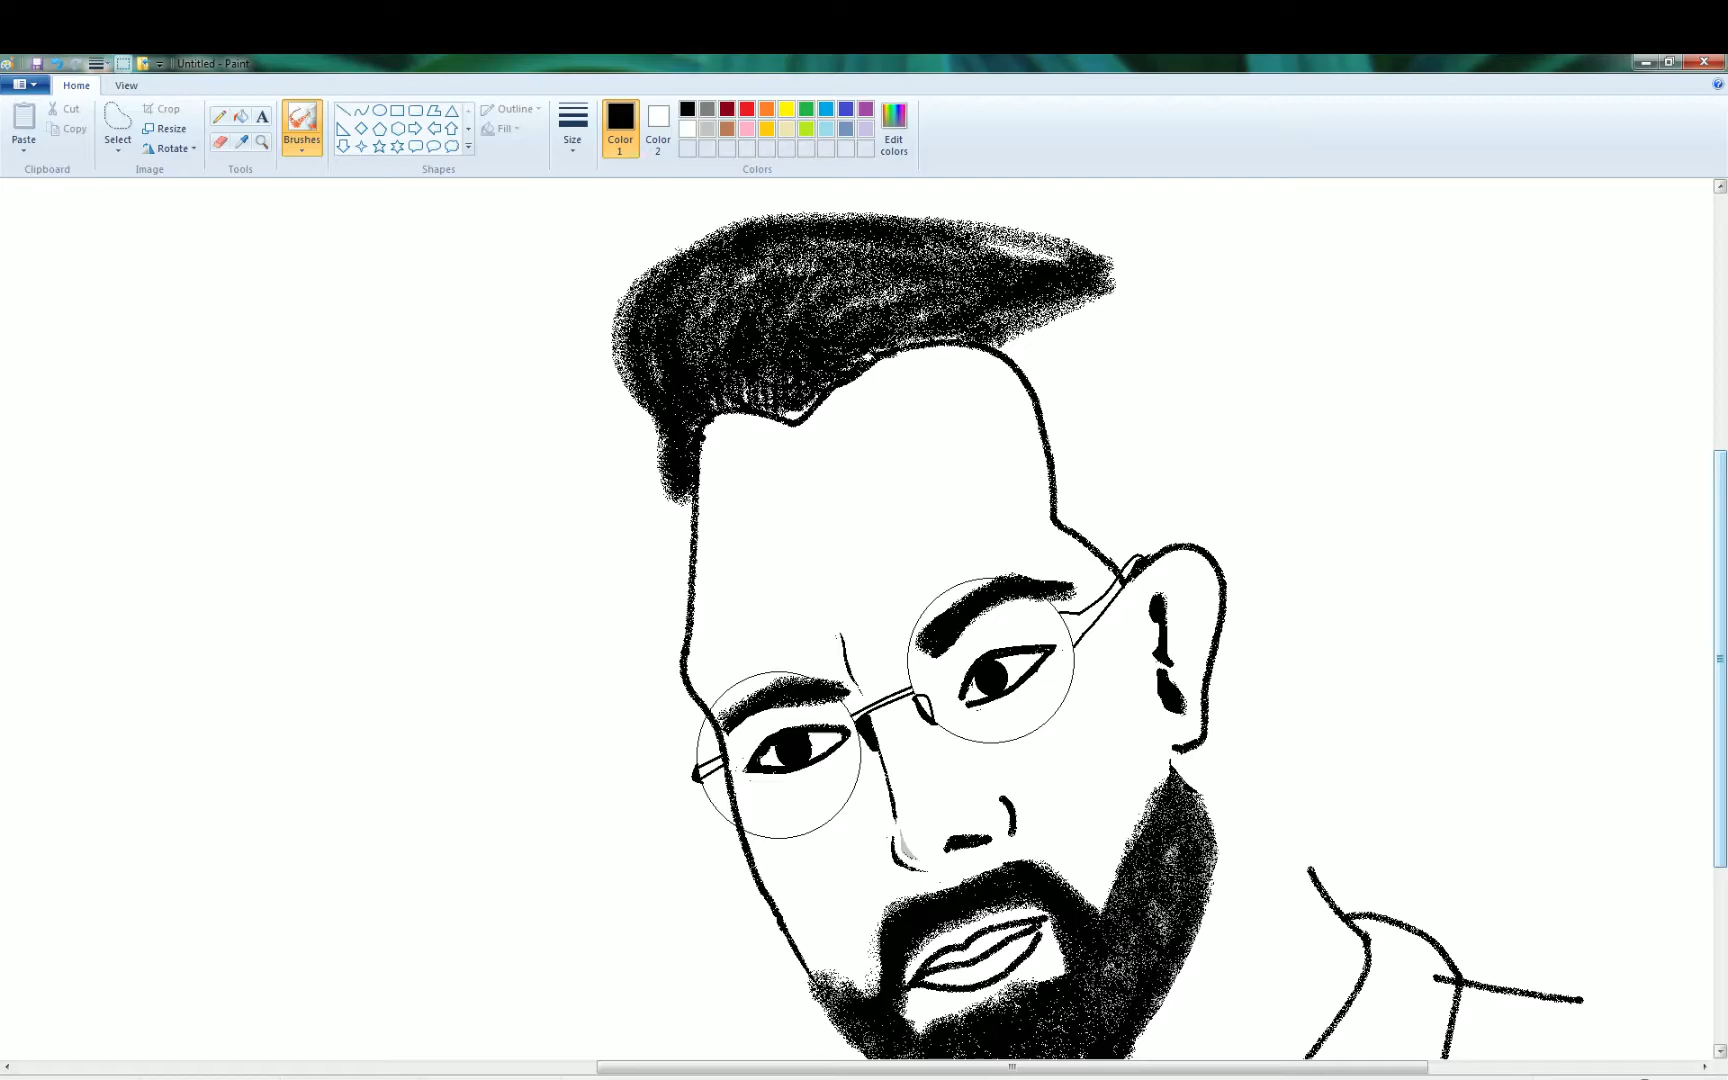 Untitled - Paint
Home View
Paste
Cut
Copy
Clipboard
Select
Crop
Resize
Rotate
Image
A
Tools
Brushes
Shapes
Outline
Fill
Size
Color
1
Color
2
Edit
colors
Colors